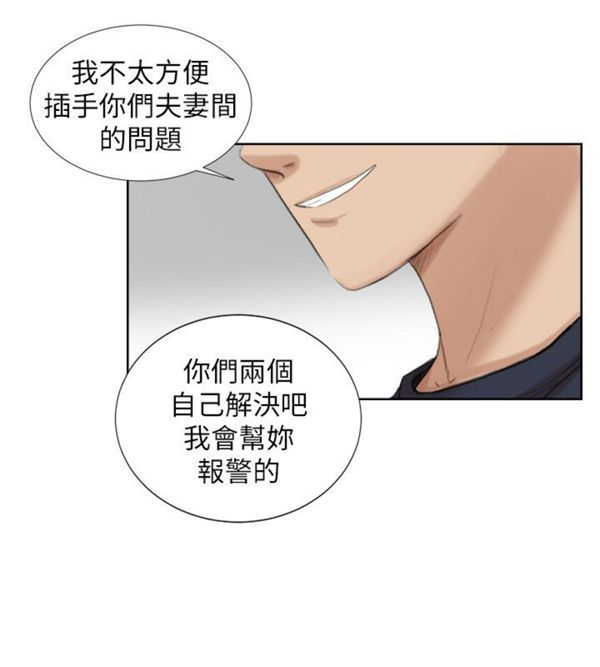 我不太方便
插手你們夫妻間
的問題
你們兩個
自己解決吧
我會幫妳
報警的